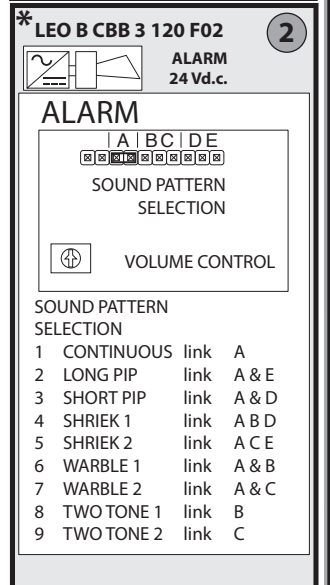 *LEO B CBB 3 120 F02
2
ALARM
24 Vd.c.
ALARM
| A | B C | D E
SOUND PATTERN
SELECTION
VOLUME CONTROL
SOUND PATTERN
SELECTION
1 CONTINUOUS link A
2 LONG PIP link A & E
3 SHORT PIP link A & D
4 SHRIEK 1 link A B D
5 SHRIEK 2 link A C E
6 WARBLE 1 link A & B
7 WARBLE 2 link A & C
8 TWO TONE 1 link B
9 TWO TONE 2 link C